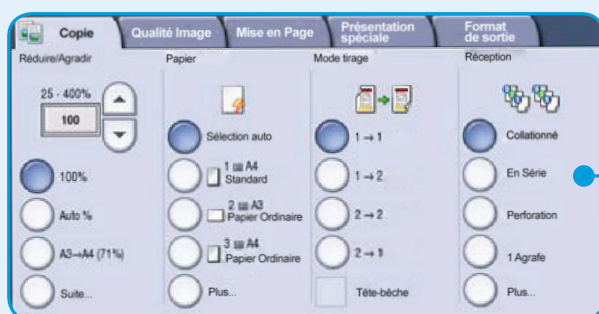 Copie
Qualité Image
Mise en Page
Présentation
spéciale
Format
de sortie
Réduire/Agradir
25 - 400%
100
100%
Auto %
A3→A4 (71%)
Suite...
Papier
Sélection auto
1 A4
Standard
2 A3
Papier Ordinaire
3 A4
Papier Ordinaire
Plus...
Mode tirage
1 → 1
1 → 2
2 → 2
2 → 1
Tête-bêche
Réception
Collationné
En Série
Perforation
1 Agrafe
Plus...